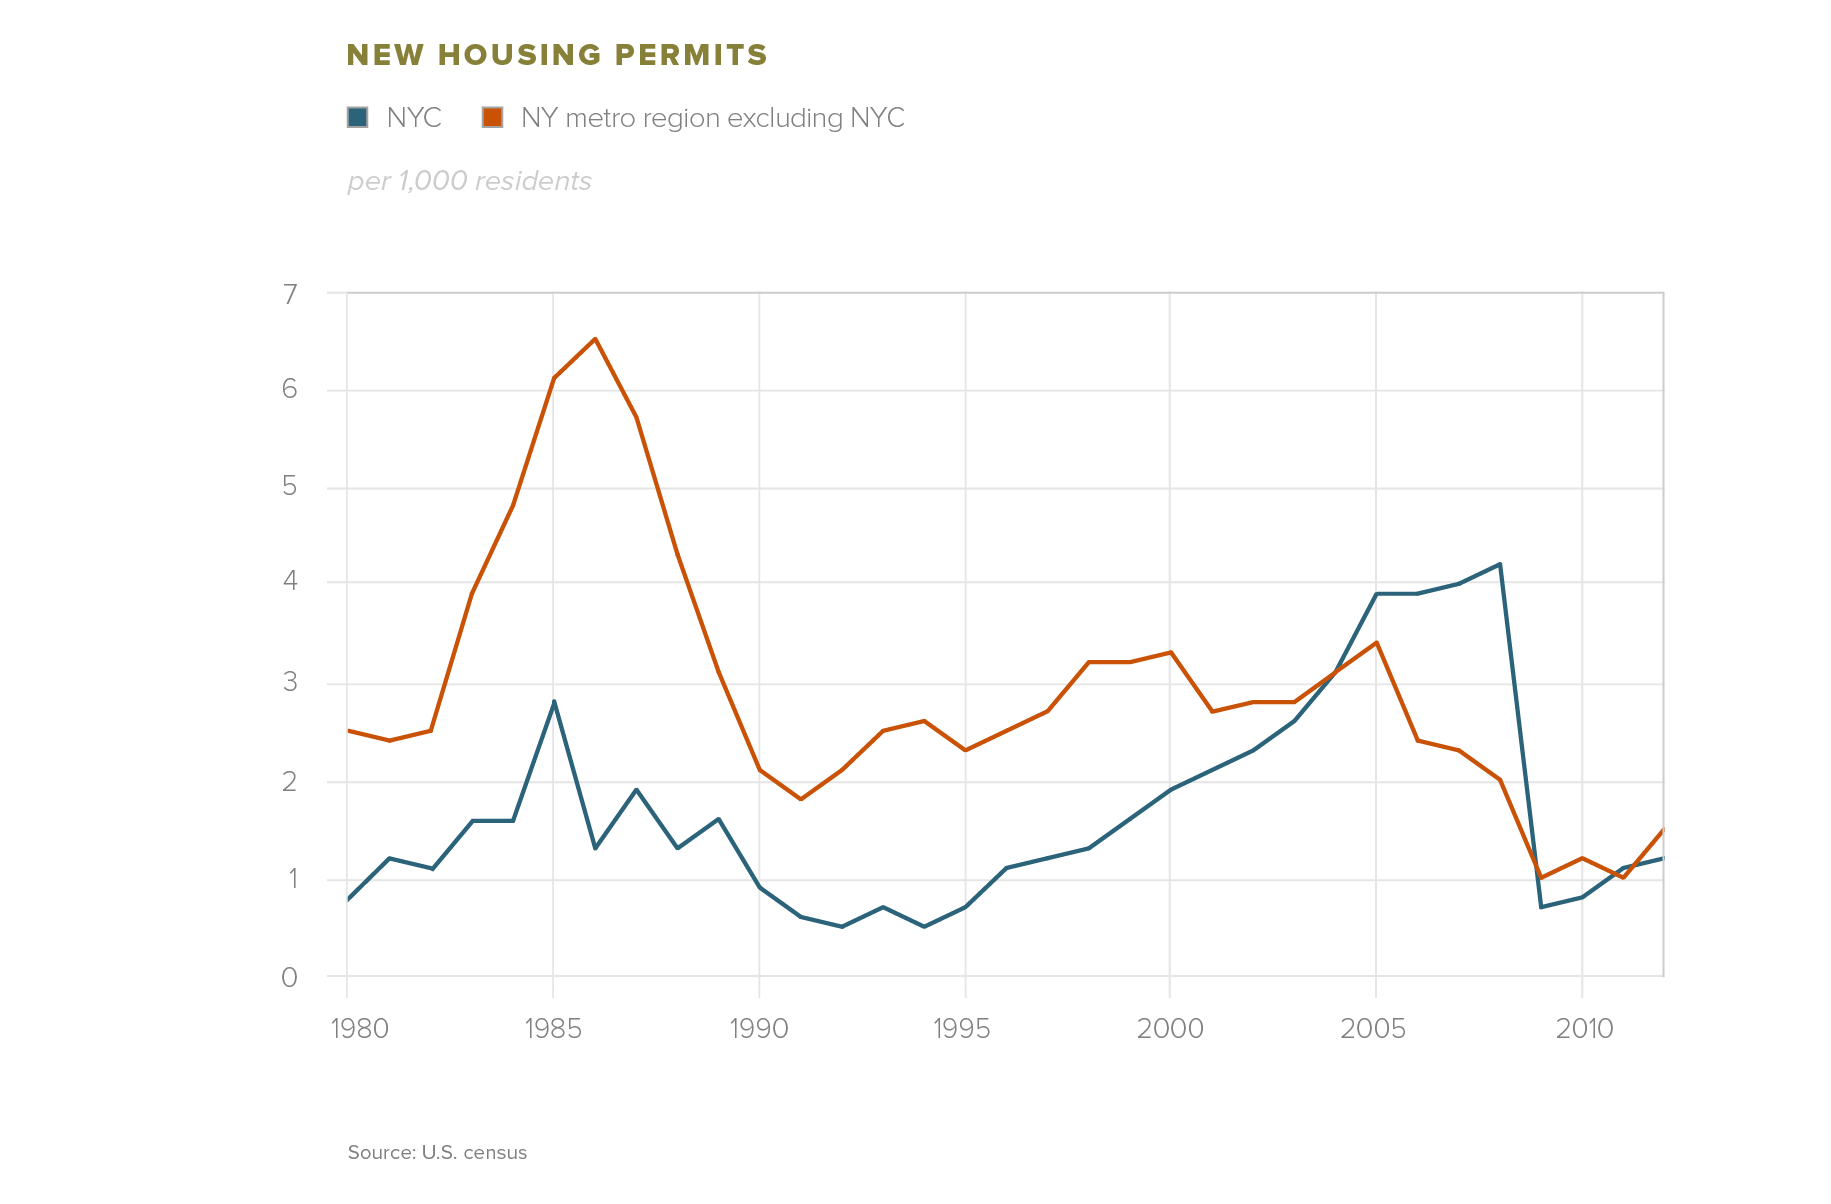 NEW HOUSING PERMITS
NYC NY metro region excluding NYC
per 1,000 residents
7
6
5
4
3
2
1
0
1980 1985 1990 1995 2000 2005 2010
Source: U.S. census